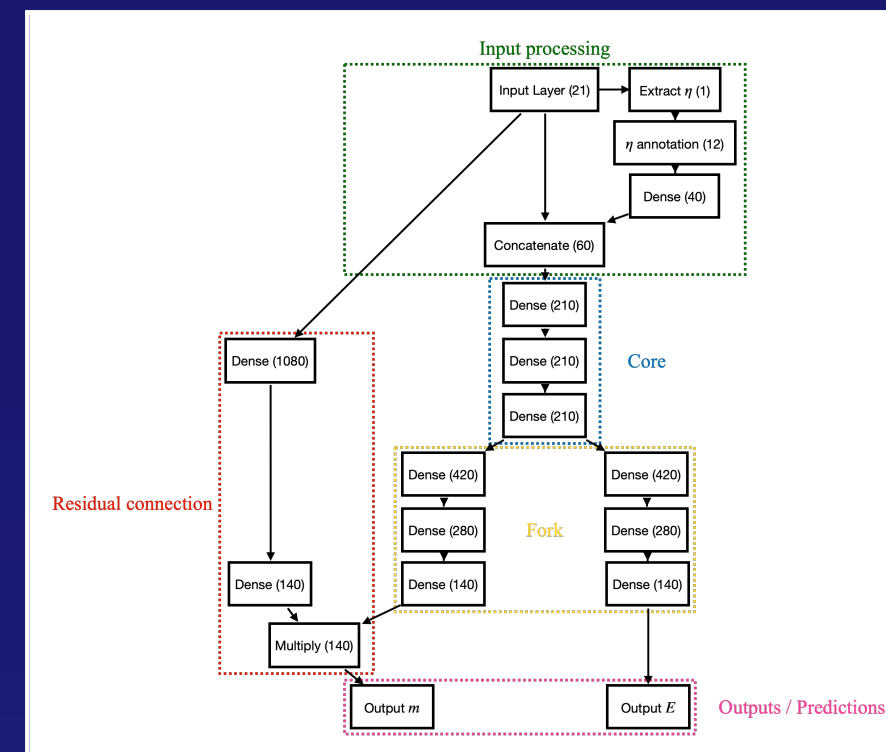 Input processing
Input Layer (21)
Extract η (1)
η annotation (12)
Dense (40)
Concatenate (60)
Dense (210)
Dense (1080)
Dense (210)
Core
Dense (210)
Dense (420)
Dense (420)
Residual connection
Dense (280)
Fork
Dense (280)
Dense (140)
Dense (140)
Dense (140)
Multiply (140)
Output m
Output E
Outputs / Predictions